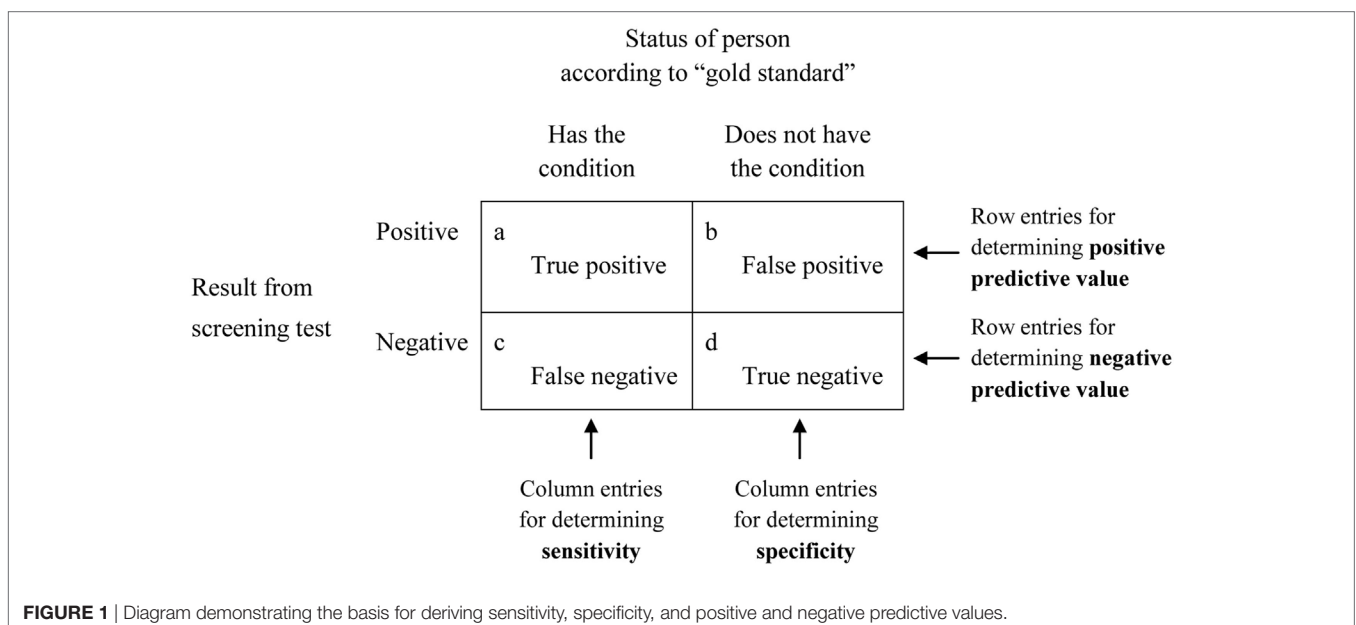 Status of person
according to “gold standard”
Has the
condition
Does not have
the condition
Positive
a
True positive
b
False positive
Row entries for
determining positive
predictive value
Result from
screening test
Negative
c
False negative
d
True negative
Row entries for
determining negative
predictive value
Column entries
for determining
sensitivity
Column entries
for determining
specificity
FIGURE 1 | Diagram demonstrating the basis for deriving sensitivity, specificity, and positive and negative predictive values.